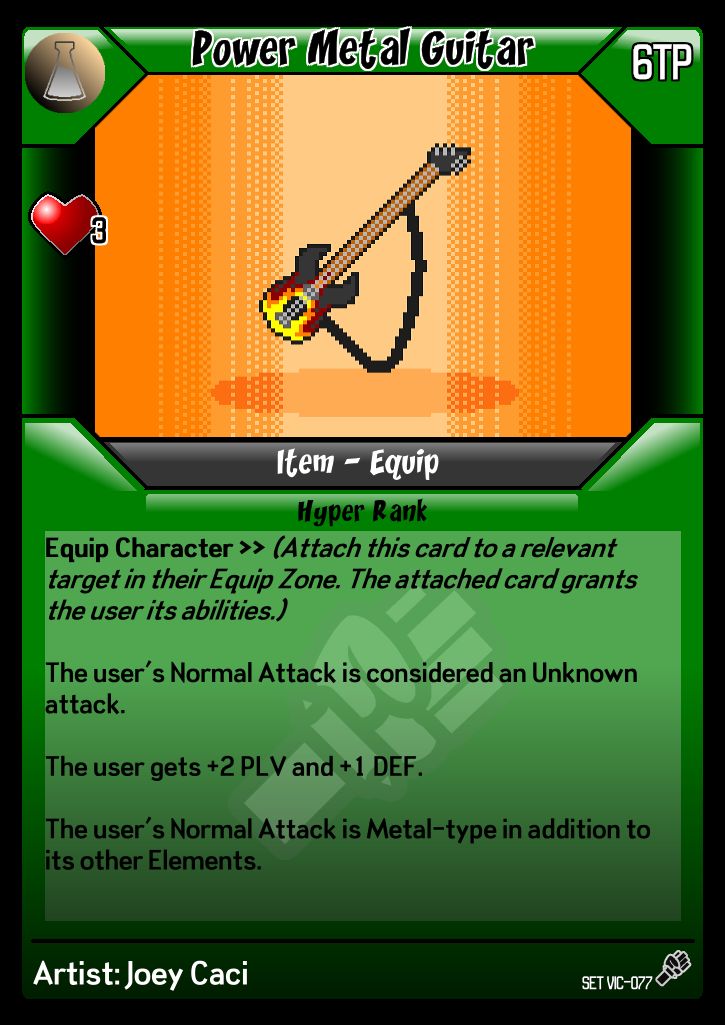 Power Metal Guitar
6TP
3
Item - Equip
Hyper Rank
Equip Character >> (Attach this card to a relevant
target in their Equip Zone. The attached card grants
the user its abilities.)
The user's Normal Attack is considered an Unknown
attack.
The user gets +2 PLV and +1 DEF.
The user's Normal Attack is Metal-type in addition to
its other Elements.
Artist: Joey Caci
SET VIC-077